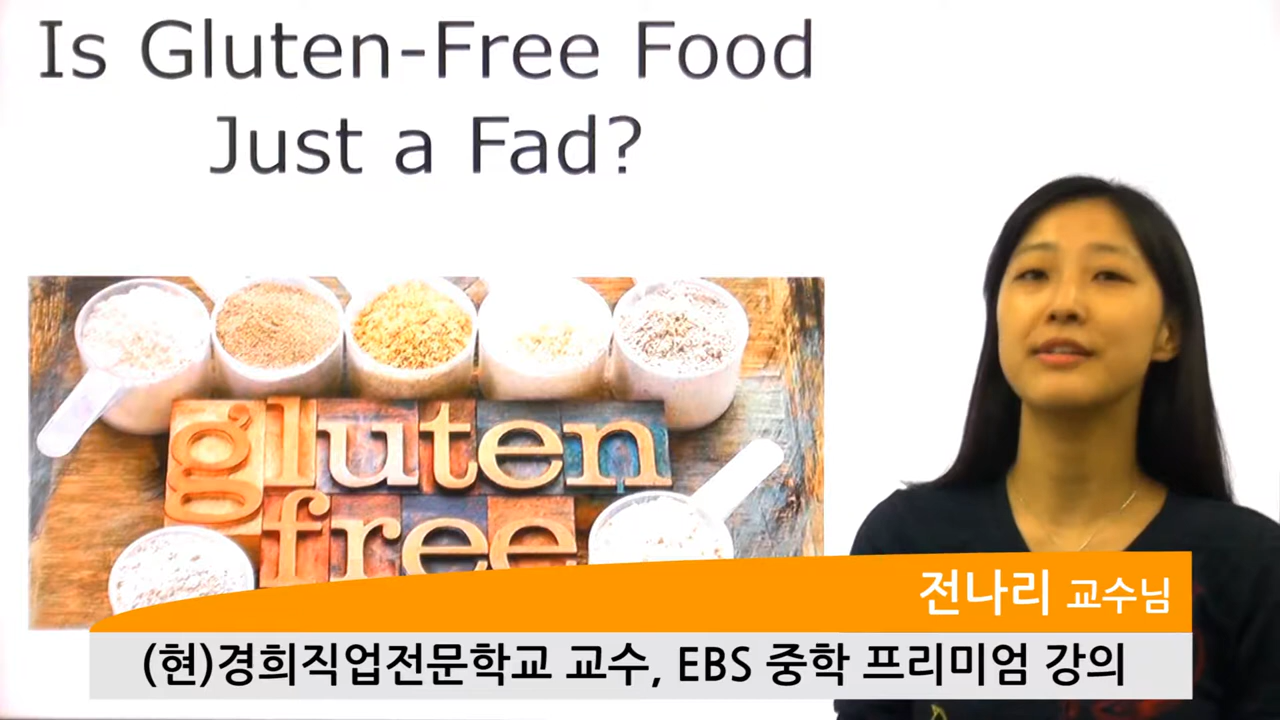 Is Gluten-Free Food
Just a Fad?
gluten
free
전나리 교수님
(현)경희직업전문학교 교수, EBS 중학 프리미엄 강의